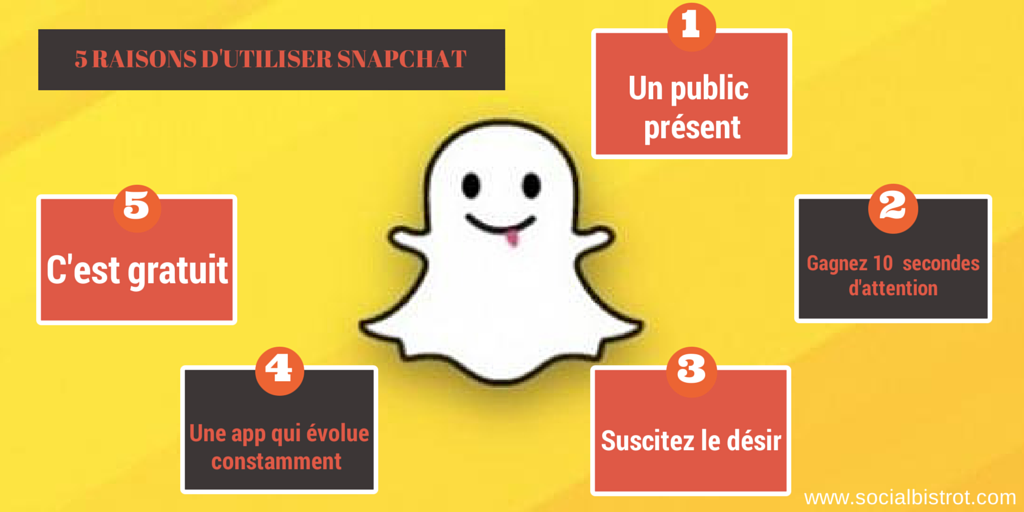 5 RAISONS D'UTILISER SNAPCHAT
1
Un public
présent
2
Gagnez 10 secondes
d'attention
3
Suscitez le désir
4
Une app qui évolue
constamment
5
C'est gratuit
www.socialbistrot.com